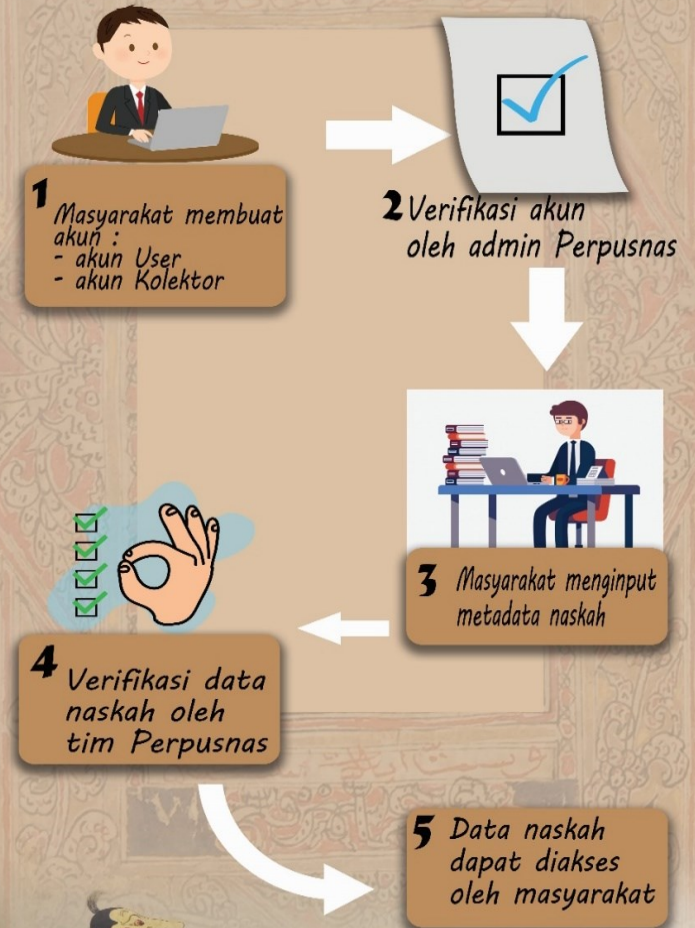 1
Masyarakat membuat
akun :
- akun User
- akun Kolektor
2 Verifikasi akun
oleh admin Perpusnas
3 Masyarakat menginput
metadata naskah
4
Verifikasi data
naskah oleh
tim Perpusnas
5 Data naskah
dapat diakses
oleh masyarakat